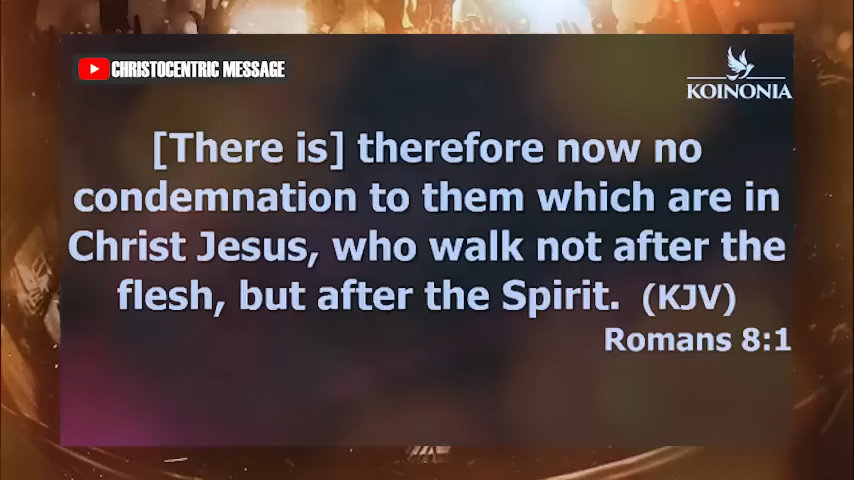 CHRISTOCENTRIC MESSAGE
KOINONIA
[There is] therefore now no
condemnation to them which are in
Christ Jesus, who walk not after the
flesh, but after the Spirit. (KJV)
Romans 8:1